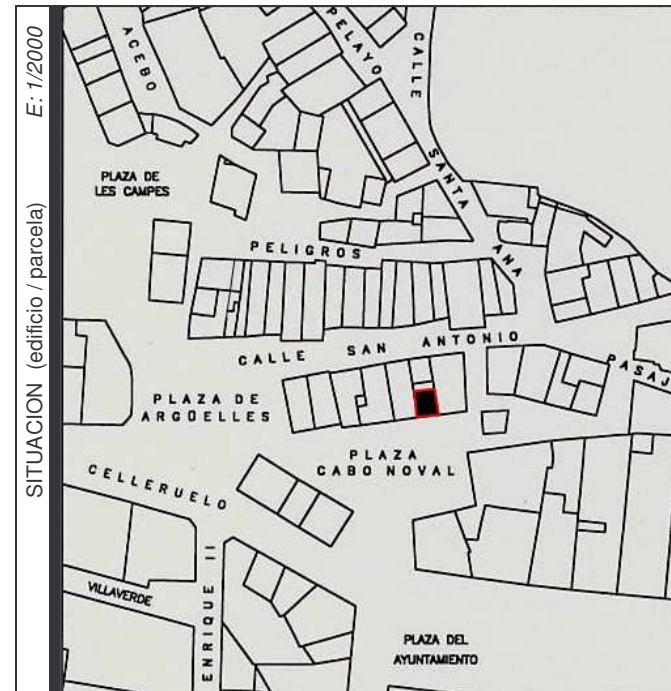 SITUACION (edificio / parcela) E: 1/2000
ACEBO
PELAYO
CALLE
SANTA ANA
PLAZA DE
LES CAMPES
PELIGROS
CALLE SAN ANTONIO
PASAJ
PLAZA DE
ARGÜELLES
PLAZA
CABO NOVAL
CELLERUELO
VILLAVERDE
ENRIQUE II
PLAZA DEL
AYUNTAMIENTO